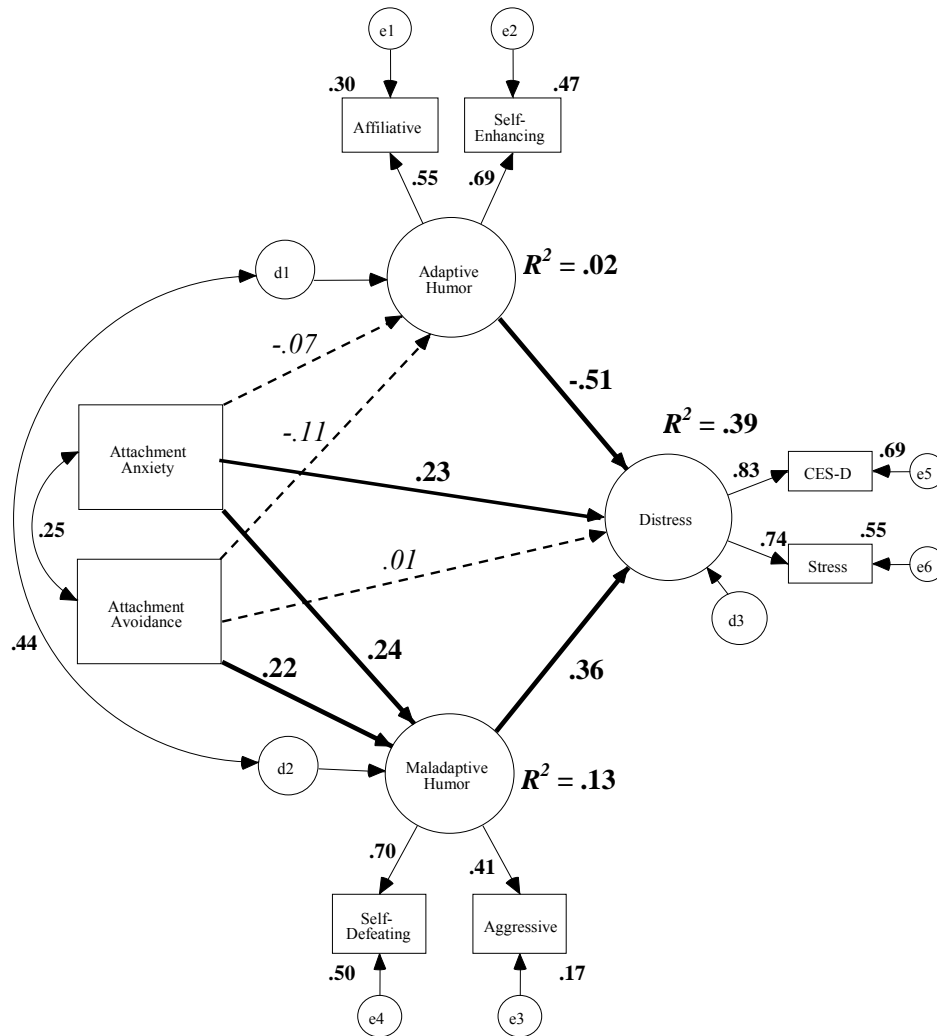 e1
e2
.30
.47
Affiliative
Self-
Enhancing
.55
.69
d1
Adaptive
Humor
R² = .02
-.07
-.51
-.11
R² = .39
Attachment
Anxiety
.23
.83
CES-D
.69
e5
Distress
.25
.01
.74
.55
Stress
e6
Attachment
Avoidance
d3
.44
.22
.24
.36
d2
Maladaptive
Humor
R² = .13
.70
.41
Self-
Defeating
Aggressive
.50
.17
e4
e3